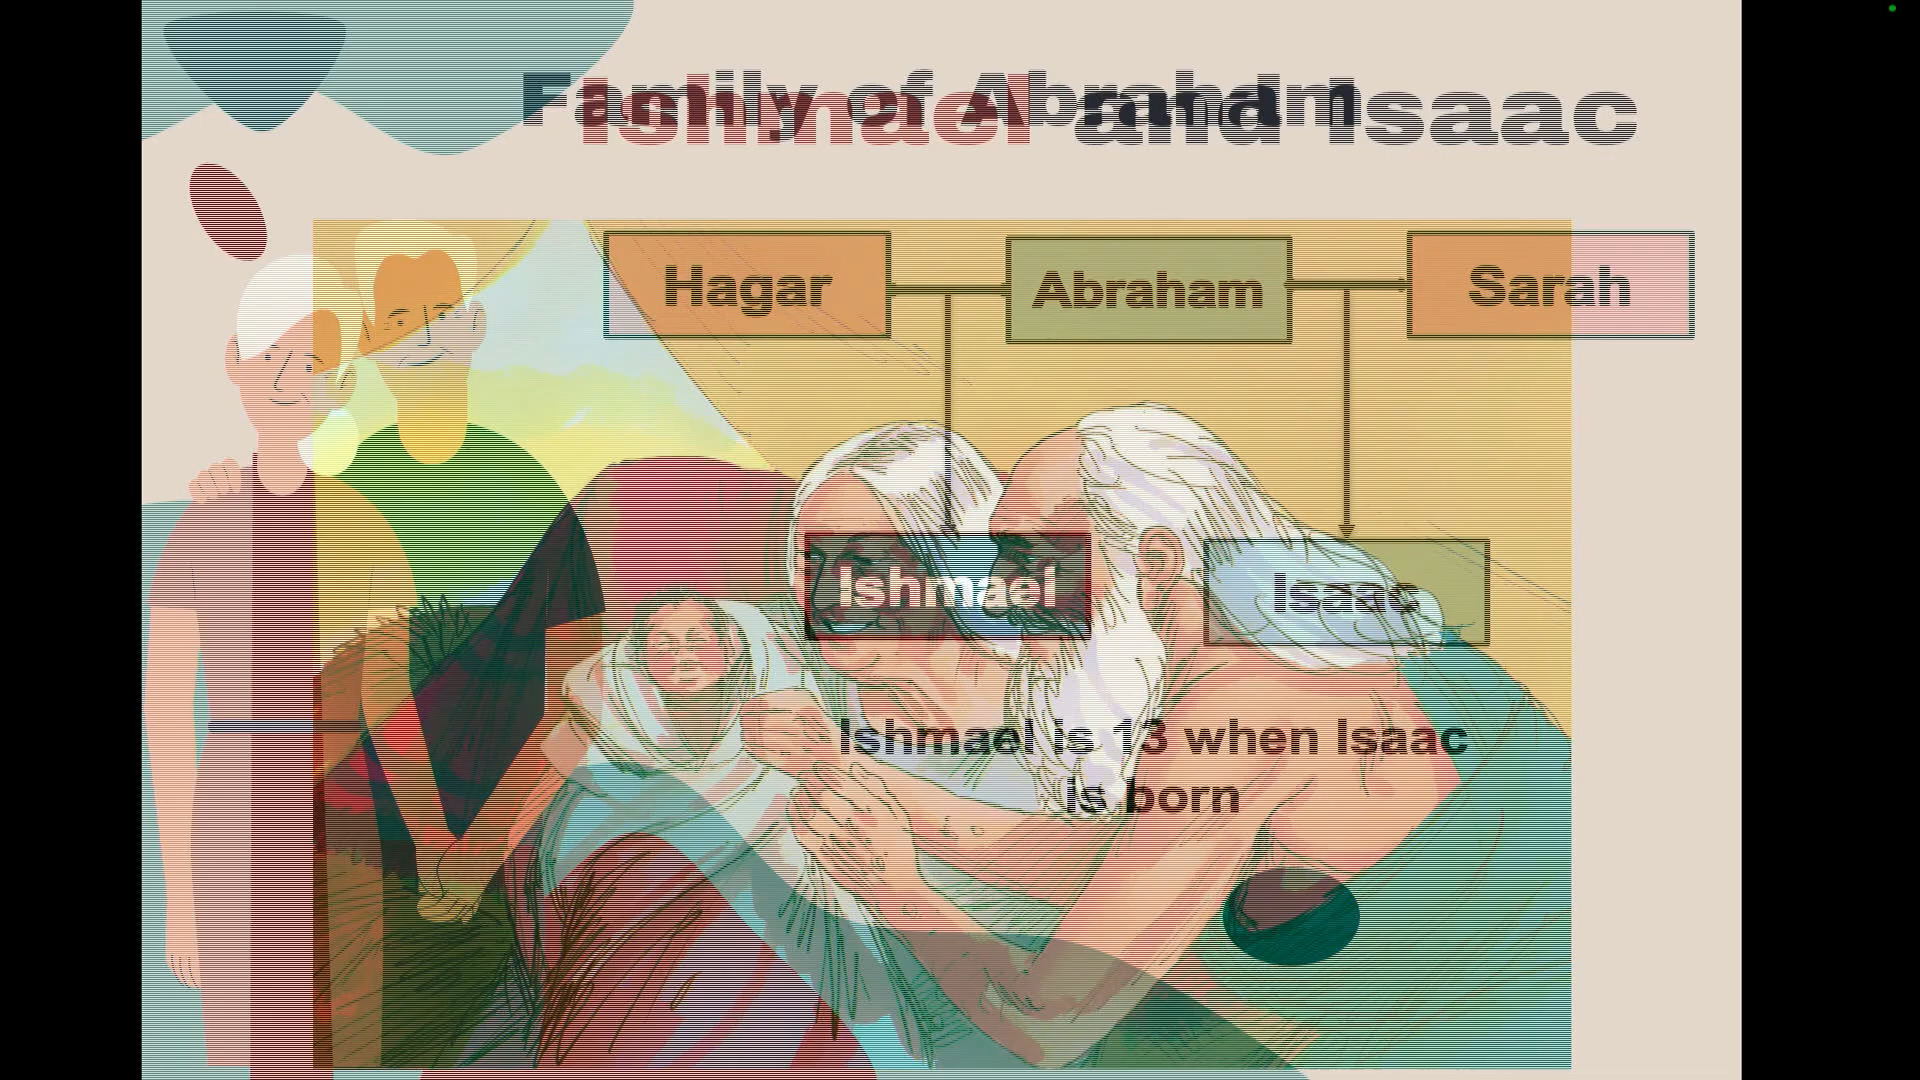 Family of Abraham
Ishmael and Isaac
Hagar
Abraham
Sarah
Ishmael
Isaac
Ishmael is 13 when Isaac
is born